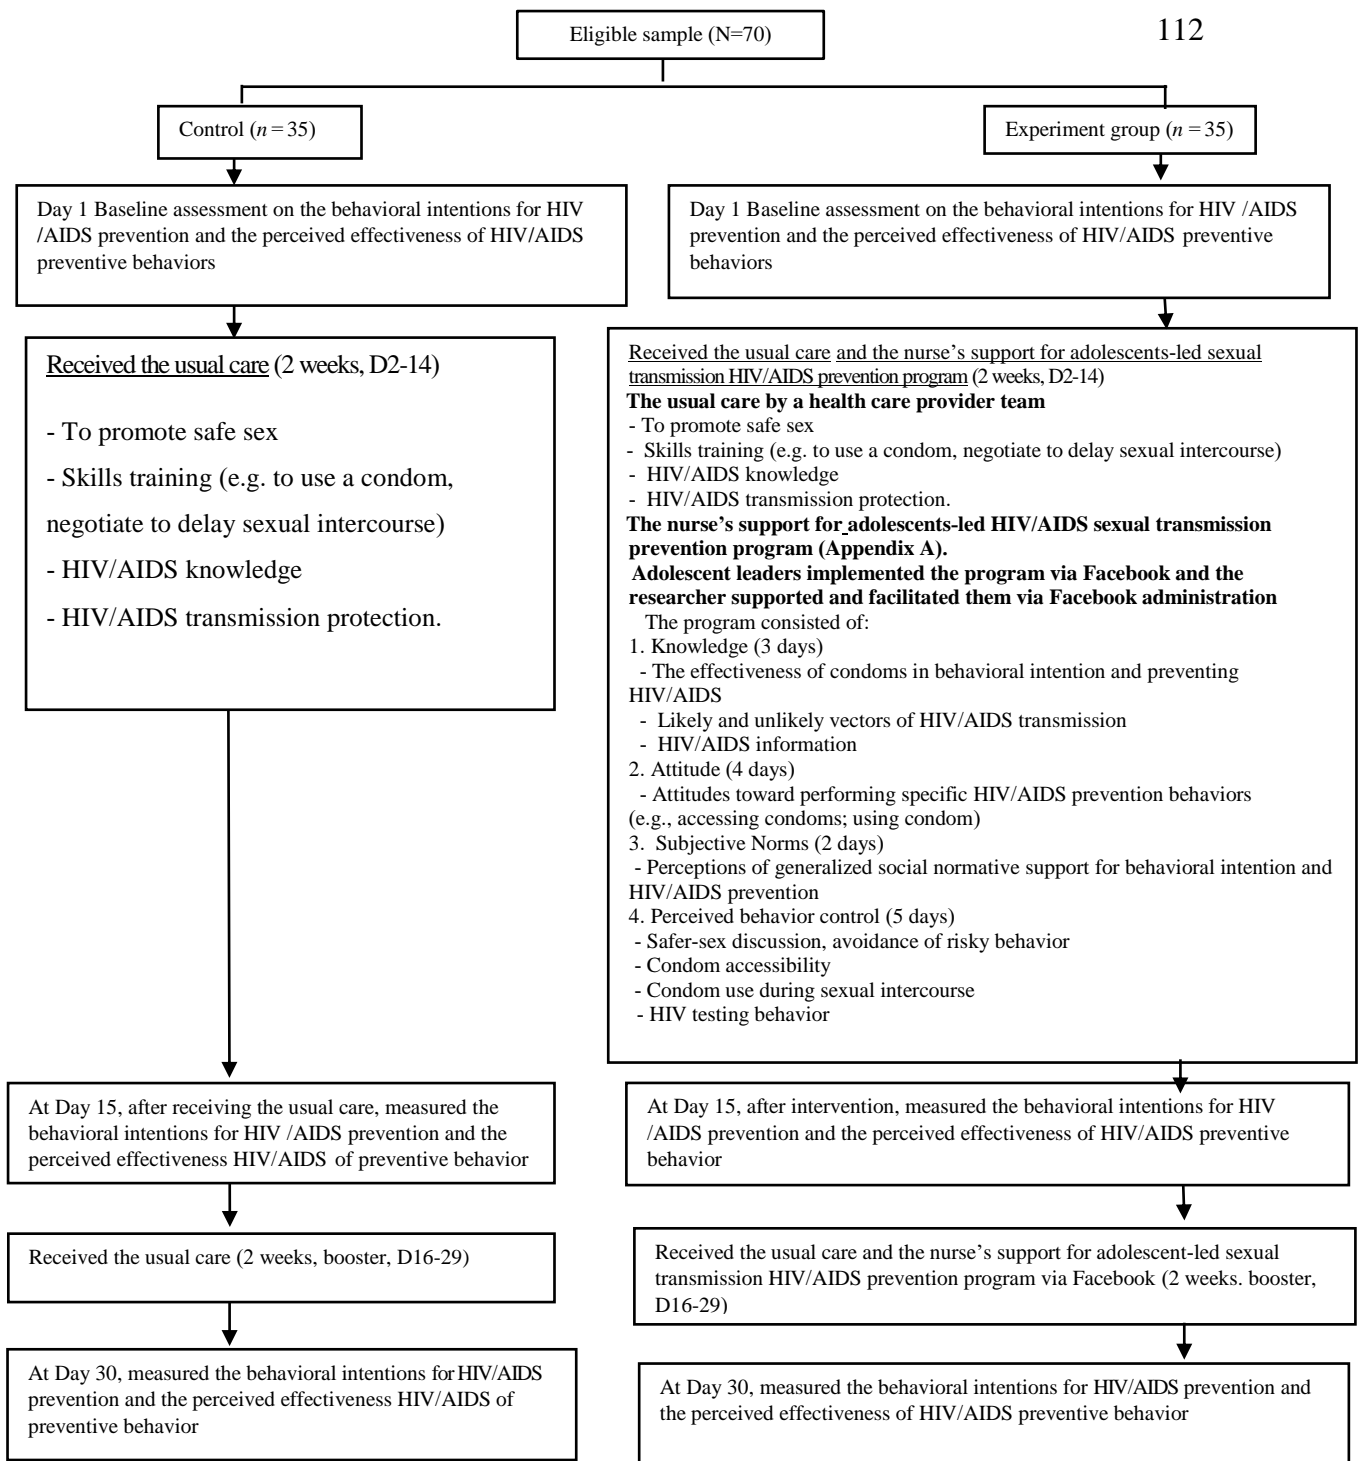 112
Eligible sample (N=70)
Control (n = 35)
Experiment group (n = 35)
Day 1 Baseline assessment on the behavioral intentions for HIV
/AIDS prevention and the perceived effectiveness of HIV/AIDS
preventive behaviors
Day 1 Baseline assessment on the behavioral intentions for HIV /AIDS
prevention and the perceived effectiveness of HIV/AIDS preventive
behaviors
Received the usual care (2 weeks, D2-14)
- To promote safe sex
- Skills training (e.g. to use a condom,
negotiate to delay sexual intercourse)
- HIV/AIDS knowledge
- HIV/AIDS transmission protection.
Received the usual care and the nurse’s support for adolescents-led sexual
transmission HIV/AIDS prevention program (2 weeks, D2-14)
The usual care by a health care provider team
- To promote safe sex
- Skills training (e.g. to use a condom, negotiate to delay sexual intercourse)
- HIV/AIDS knowledge
- HIV/AIDS transmission protection.
The nurse’s support for adolescents-led HIV/AIDS sexual transmission
prevention program (Appendix A).
Adolescent leaders implemented the program via Facebook and the
researcher supported and facilitated them via Facebook administration
The program consisted of:
1. Knowledge (3 days)
- The effectiveness of condoms in behavioral intention and preventing
HIV/AIDS
- Likely and unlikely vectors of HIV/AIDS transmission
- HIV/AIDS information
2. Attitude (4 days)
- Attitudes toward performing specific HIV/AIDS prevention behaviors
(e.g., accessing condoms; using condom)
3. Subjective Norms (2 days)
- Perceptions of generalized social normative support for behavioral intention and
HIV/AIDS prevention
4. Perceived behavior control (5 days)
- Safer-sex discussion, avoidance of risky behavior
- Condom accessibility
- Condom use during sexual intercourse
- HIV testing behavior
At Day 15, after receiving the usual care, measured the
behavioral intentions for HIV /AIDS prevention and the
perceived effectiveness HIV/AIDS of preventive behavior
At Day 15, after intervention, measured the behavioral intentions for HIV
/AIDS prevention and the perceived effectiveness of HIV/AIDS preventive
behavior
Received the usual care (2 weeks, booster, D16-29)
Received the usual care and the nurse’s support for adolescent-led sexual
transmission HIV/AIDS prevention program via Facebook (2 weeks. booster,
D16-29)
At Day 30, measured the behavioral intentions for HIV/AIDS
prevention and the perceived effectiveness HIV/AIDS of
preventive behavior
At Day 30, measured the behavioral intentions for HIV/AIDS prevention and
the perceived effectiveness of HIV/AIDS preventive behavior